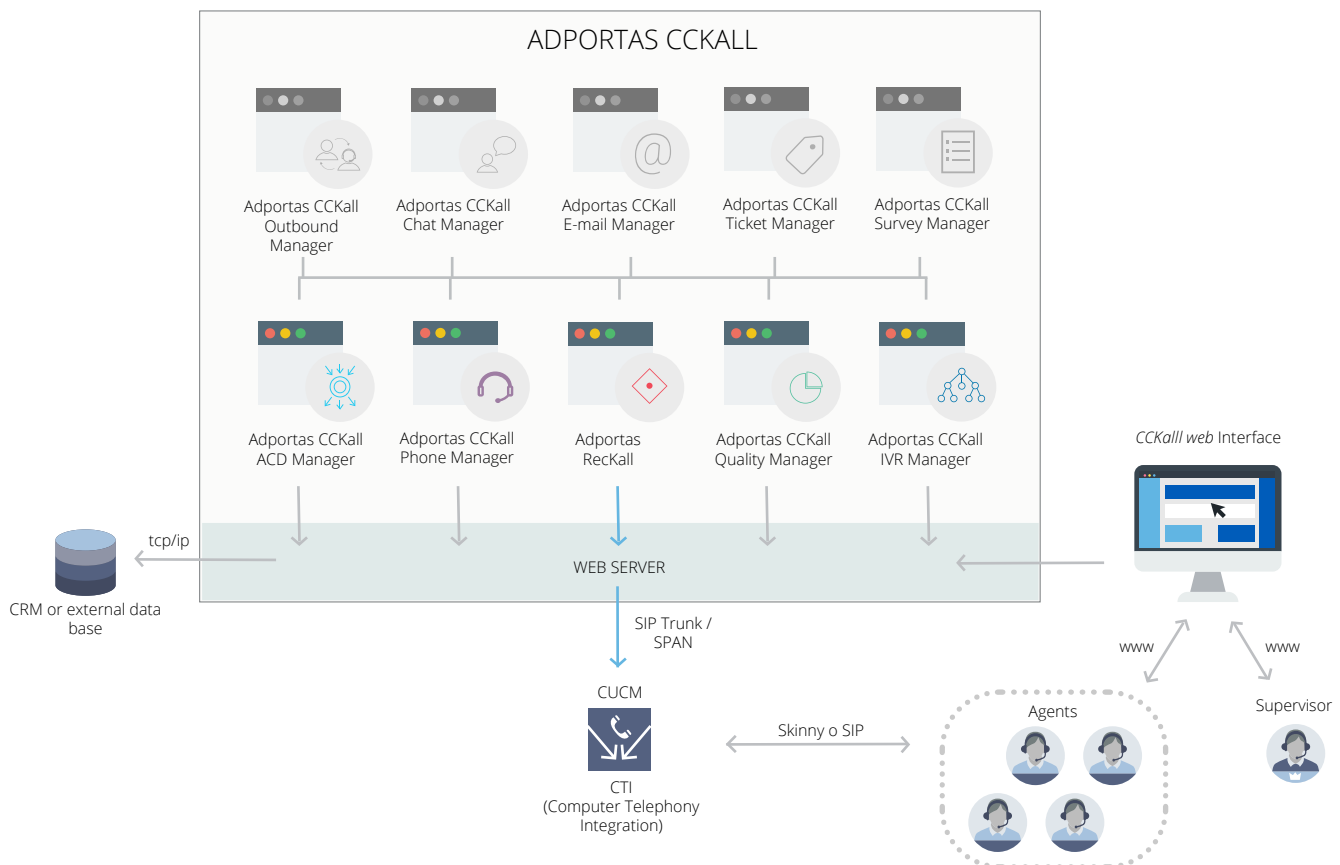 ADPORTAS CCKALL
Adportas CCKall
Outbound
Manager
Adportas CCKall
Chat Manager
Adportas CCKall
E-mail Manager
Adportas CCKall
Ticket Manager
Adportas CCKall
Survey Manager
@
Adportas CCKall
ACD Manager
Adportas CCKall
Phone Manager
Adportas
RecKall
Adportas CCKall
Quality Manager
Adportas CCKall
IVR Manager
CCKalll web Interface
tcp/ip
WEB SERVER
CRM or external data
base
SIP Trunk /
SPAN
www
www
CUCM
Skinny o SIP
Agents
Supervisor
CTI
(Computer Telephony
Integration)